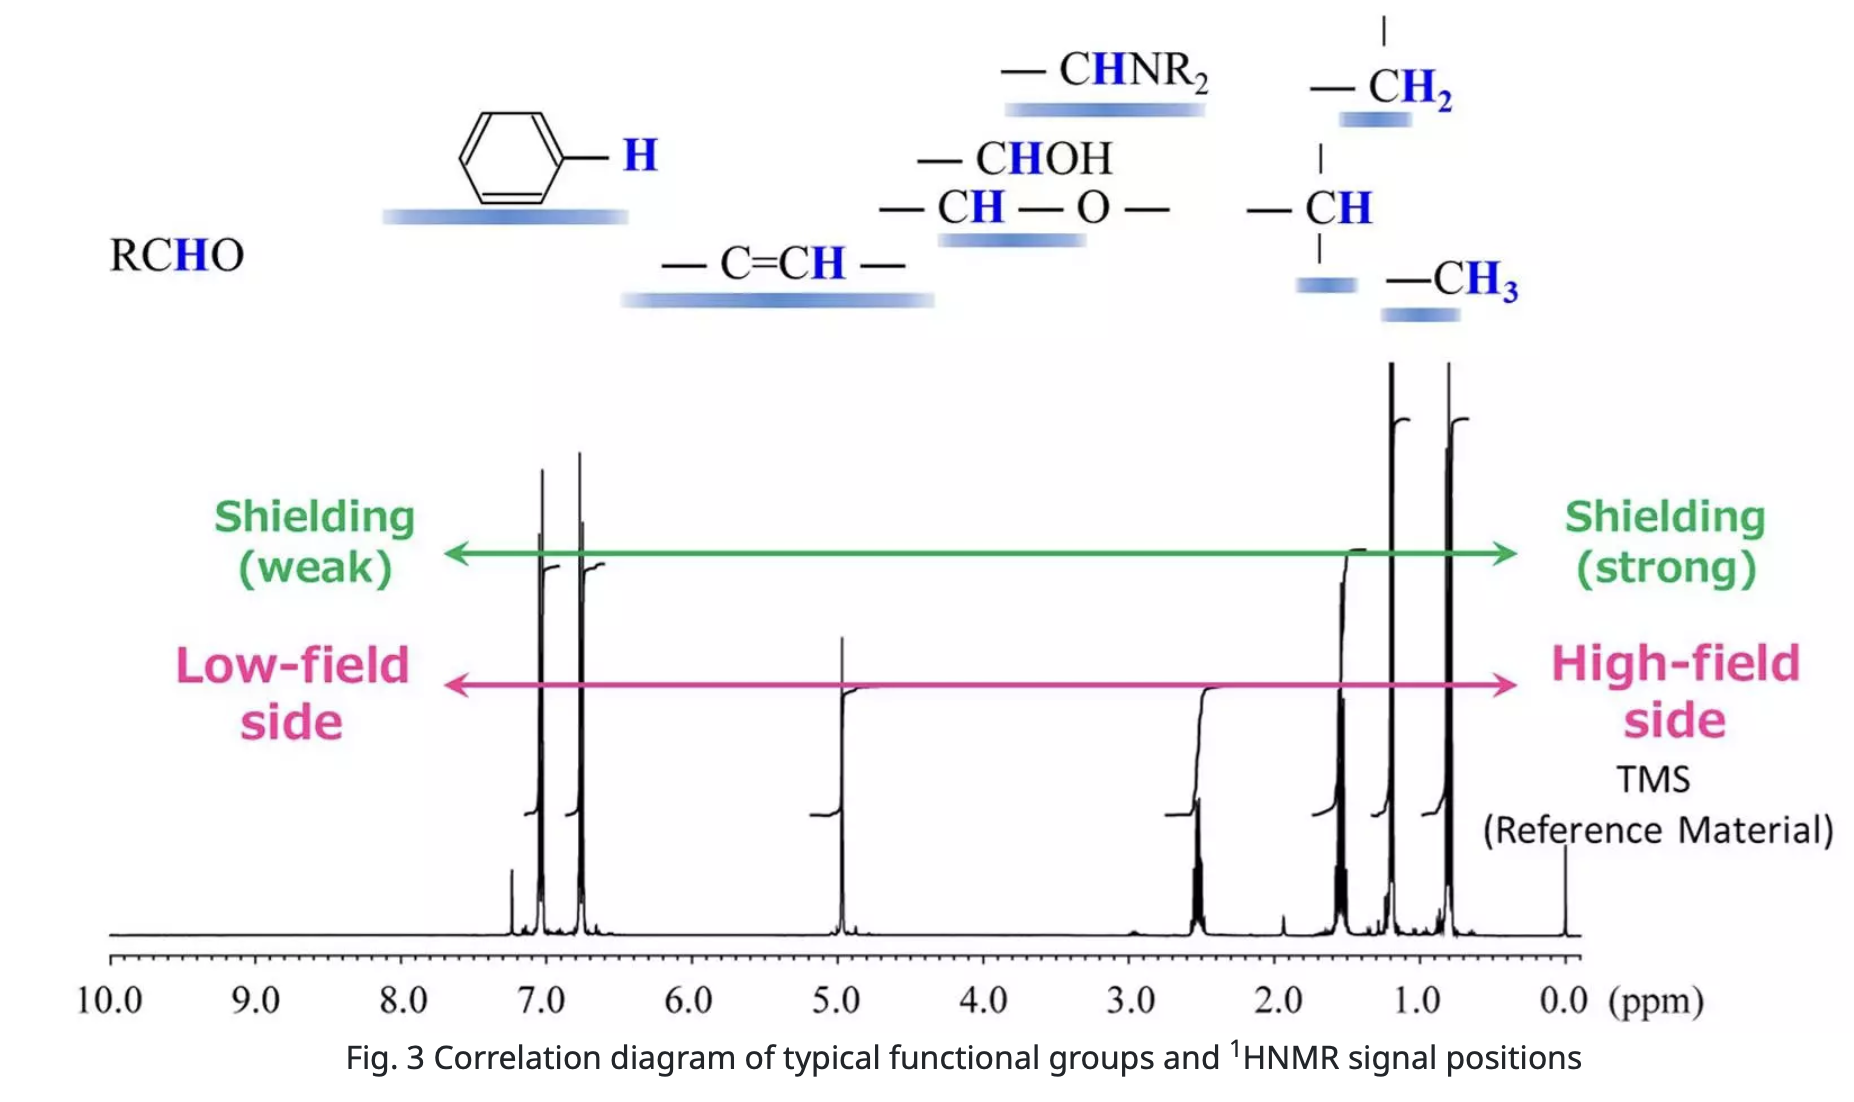 — CHNR₂
— CH₂
H
— CHOH
— CH — O —
— CH
RCHO
— C=CH —
—CH₃
Shielding
(weak)
Shielding
(strong)
Low-field
side
High-field
side
TMS
(Reference Material)
10.0 9.0 8.0 7.0 6.0 5.0 4.0 3.0 2.0 1.0 0.0 (ppm)
Fig. 3 Correlation diagram of typical functional groups and ¹HNMR signal positions